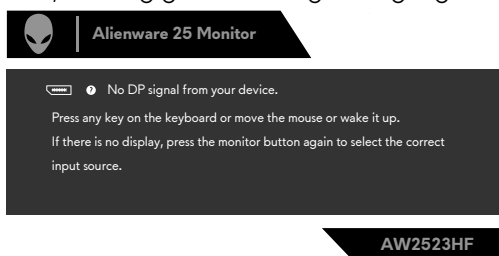 Alienware 25 Monitor
? No DP signal from your device.
Press any key on the keyboard or move the mouse or wake it up.
If there is no display, press the monitor button again to select the correct
input source.
AW2523HF